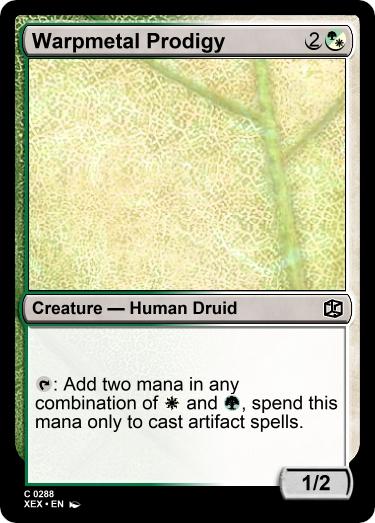 Warpmetal Prodigy 2
Creature — Human Druid
: Add two mana in any
combination of and , spend this
mana only to cast artifact spells.
1/2
C 0288
XEX • EN